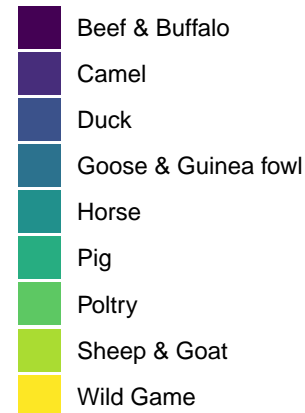 Beef & Buffalo
Camel
Duck
Goose & Guinea fowl
Horse
Pig
Poltry
Sheep & Goat
Wild Game